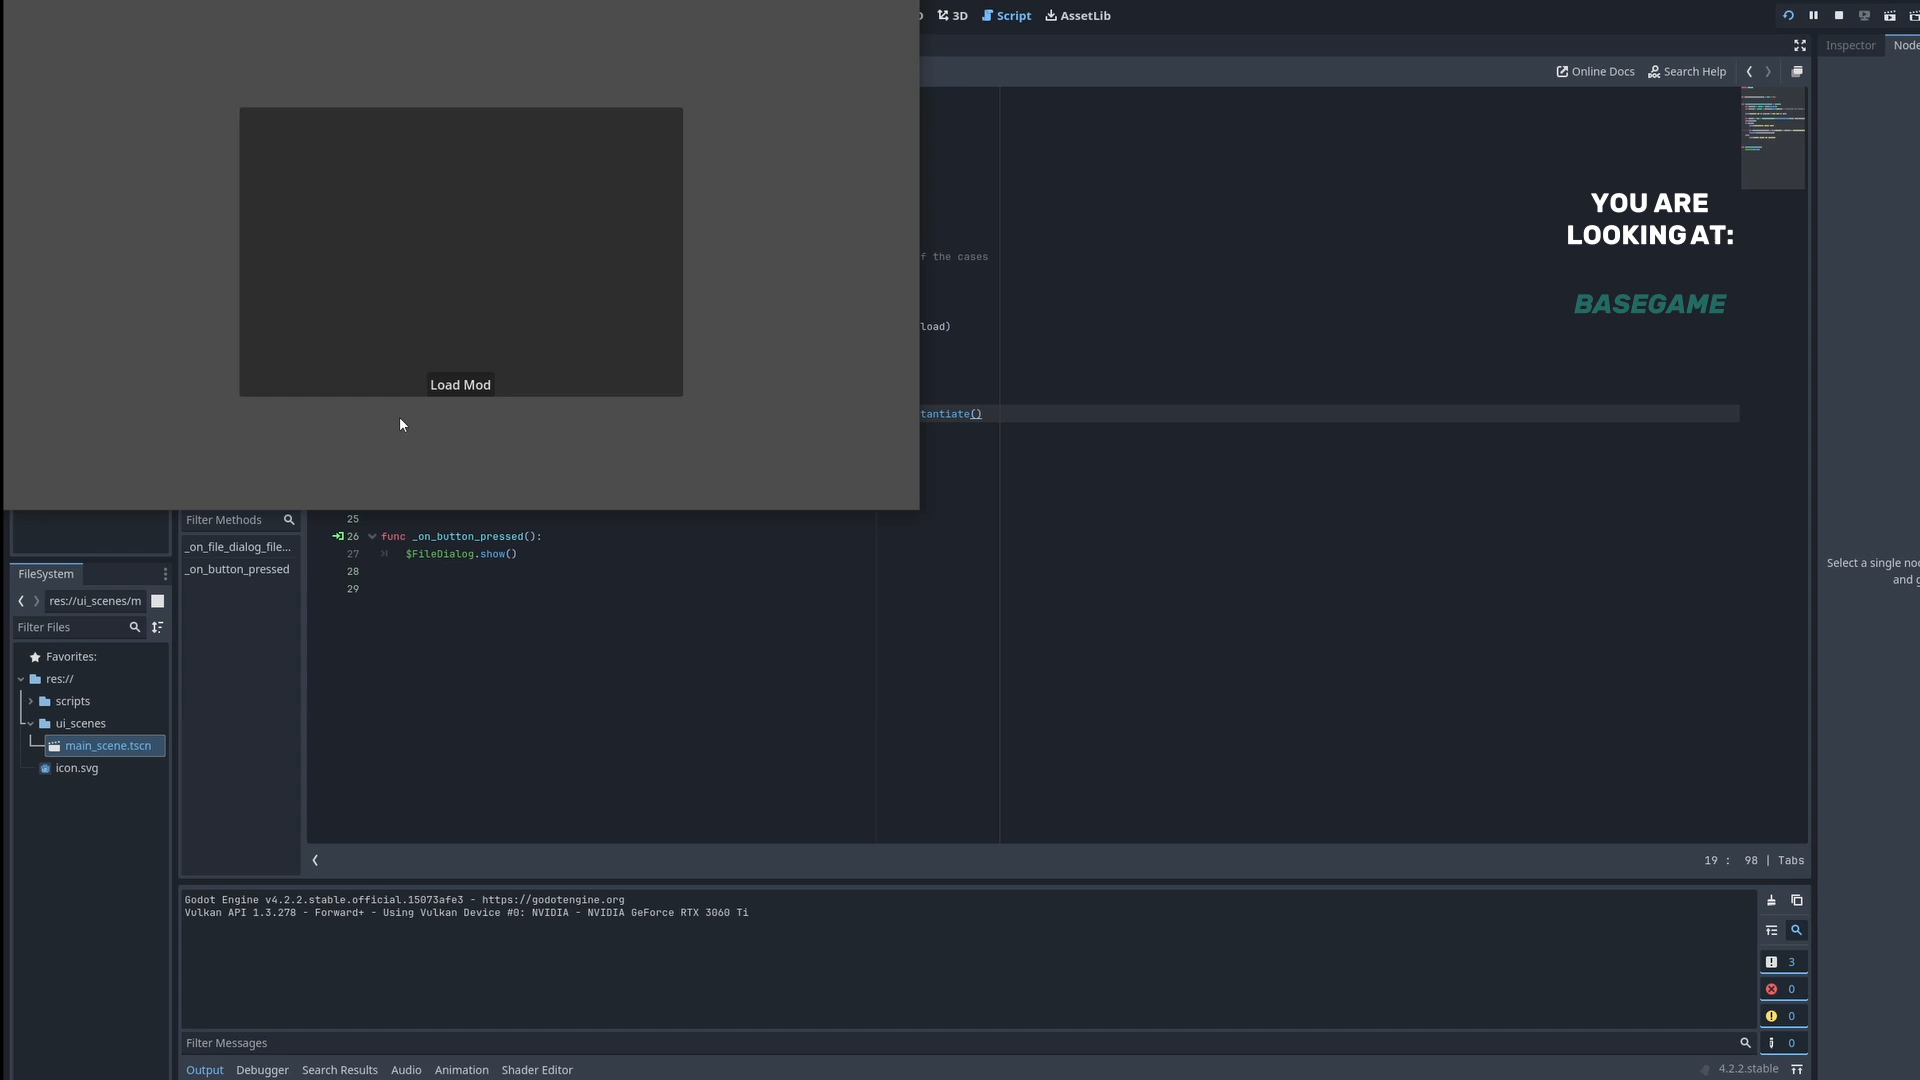 3D
Script
AssetLib
Inspector
Node
Online Docs
Search Help
YOU ARE
LOOKING AT:
BASEGAME
f the cases
load)
tantiate()
Load Mod
Filter Methods
_on_file_dialog_file...
_on_button_pressed
25
26 func _on_button_pressed():
27 $FileDialog.show()
28
29
FileSystem
res://ui_scenes/m
Filter Files
Favorites:
res://
scripts
ui_scenes
main_scene.tscn
icon.svg
Select a single no
and g
19 : 98 | Tabs
Godot Engine v4.2.2.stable.official.15073afe3 - https://godotengine.org
Vulkan API 1.3.278 - Forward+ - Using Vulkan Device #0: NVIDIA - NVIDIA GeForce RTX 3060 Ti
3
0
0
0
Filter Messages
Output Debugger Search Results Audio Animation Shader Editor
4.2.2.stable